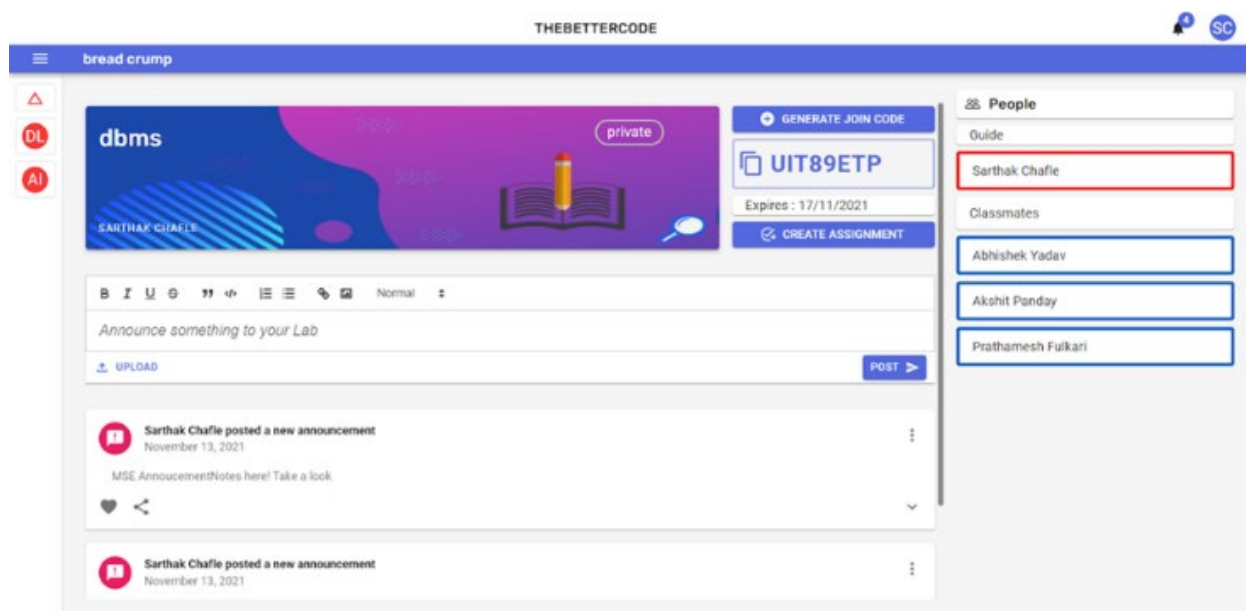 THEBETTERCODE
4
SC
bread crump
DL
AI
dbms
private
SARTHAK CHAFLE
GENERATE JOIN CODE
UIT89ETP
Expires : 17/11/2021
CREATE ASSIGNMENT
B I U S Normal
Announce something to your Lab
UPLOAD
POST
Sarthak Chafle posted a new announcement
November 13, 2021
MSE AnnoucementNotes here! Take a look
Sarthak Chafle posted a new announcement
November 13, 2021
People
Guide
Sarthak Chafle
Classmates
Abhishek Yadav
Akshit Panday
Prathamesh Fulkari